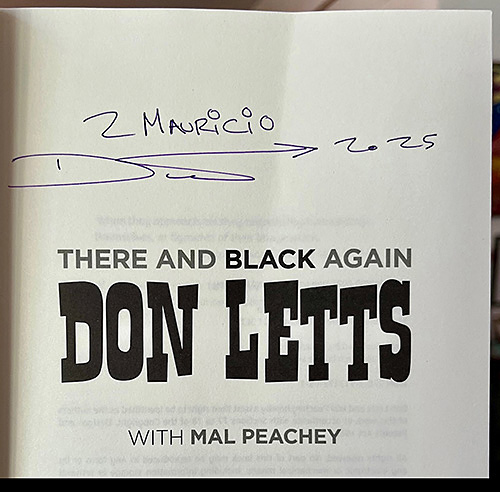 2 MAURICIO
2025
THERE AND BLACK AGAIN
DON LETTS
WITH MAL PEACHEY